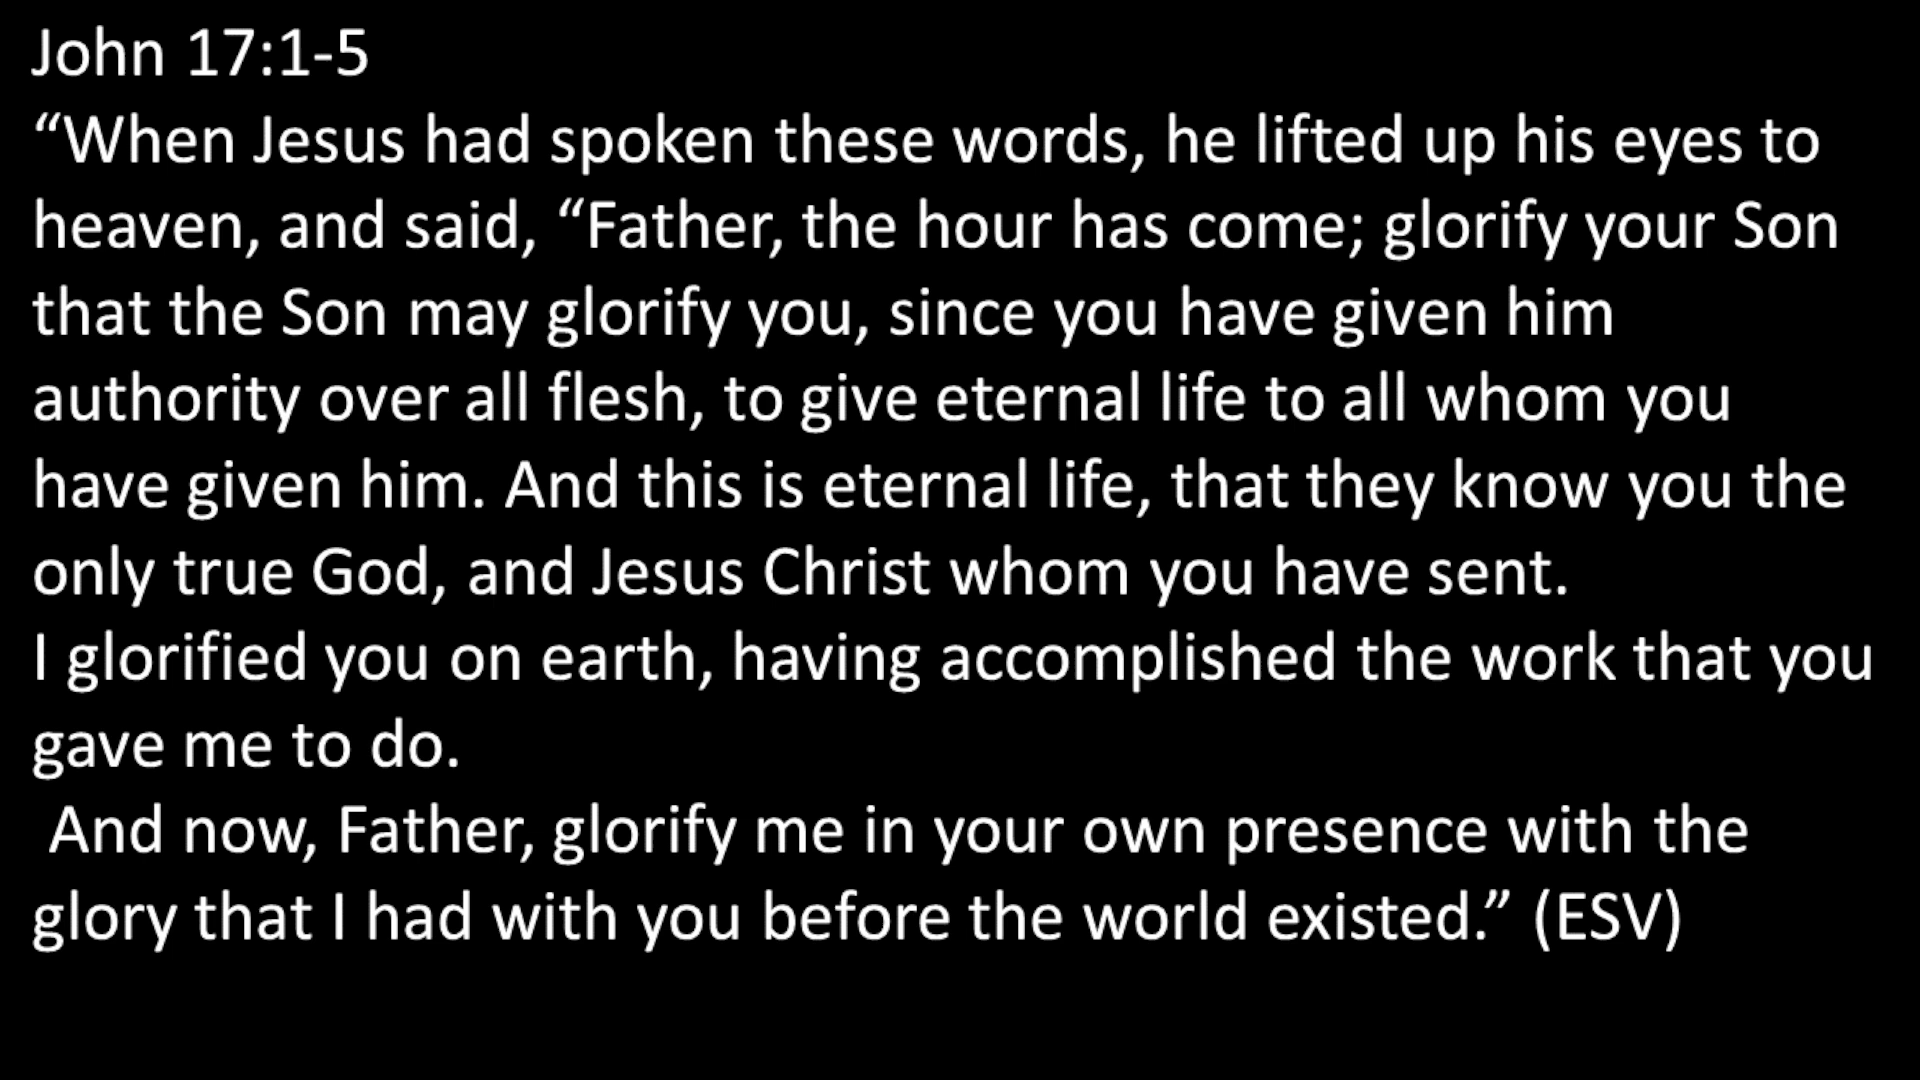 John 17:1-5
“When Jesus had spoken these words, he lifted up his eyes to
heaven, and said, “Father, the hour has come; glorify your Son
that the Son may glorify you, since you have given him
authority over all flesh, to give eternal life to all whom you
have given him. And this is eternal life, that they know you the
only true God, and Jesus Christ whom you have sent.
I glorified you on earth, having accomplished the work that you
gave me to do.
And now, Father, glorify me in your own presence with the
glory that I had with you before the world existed.” (ESV)